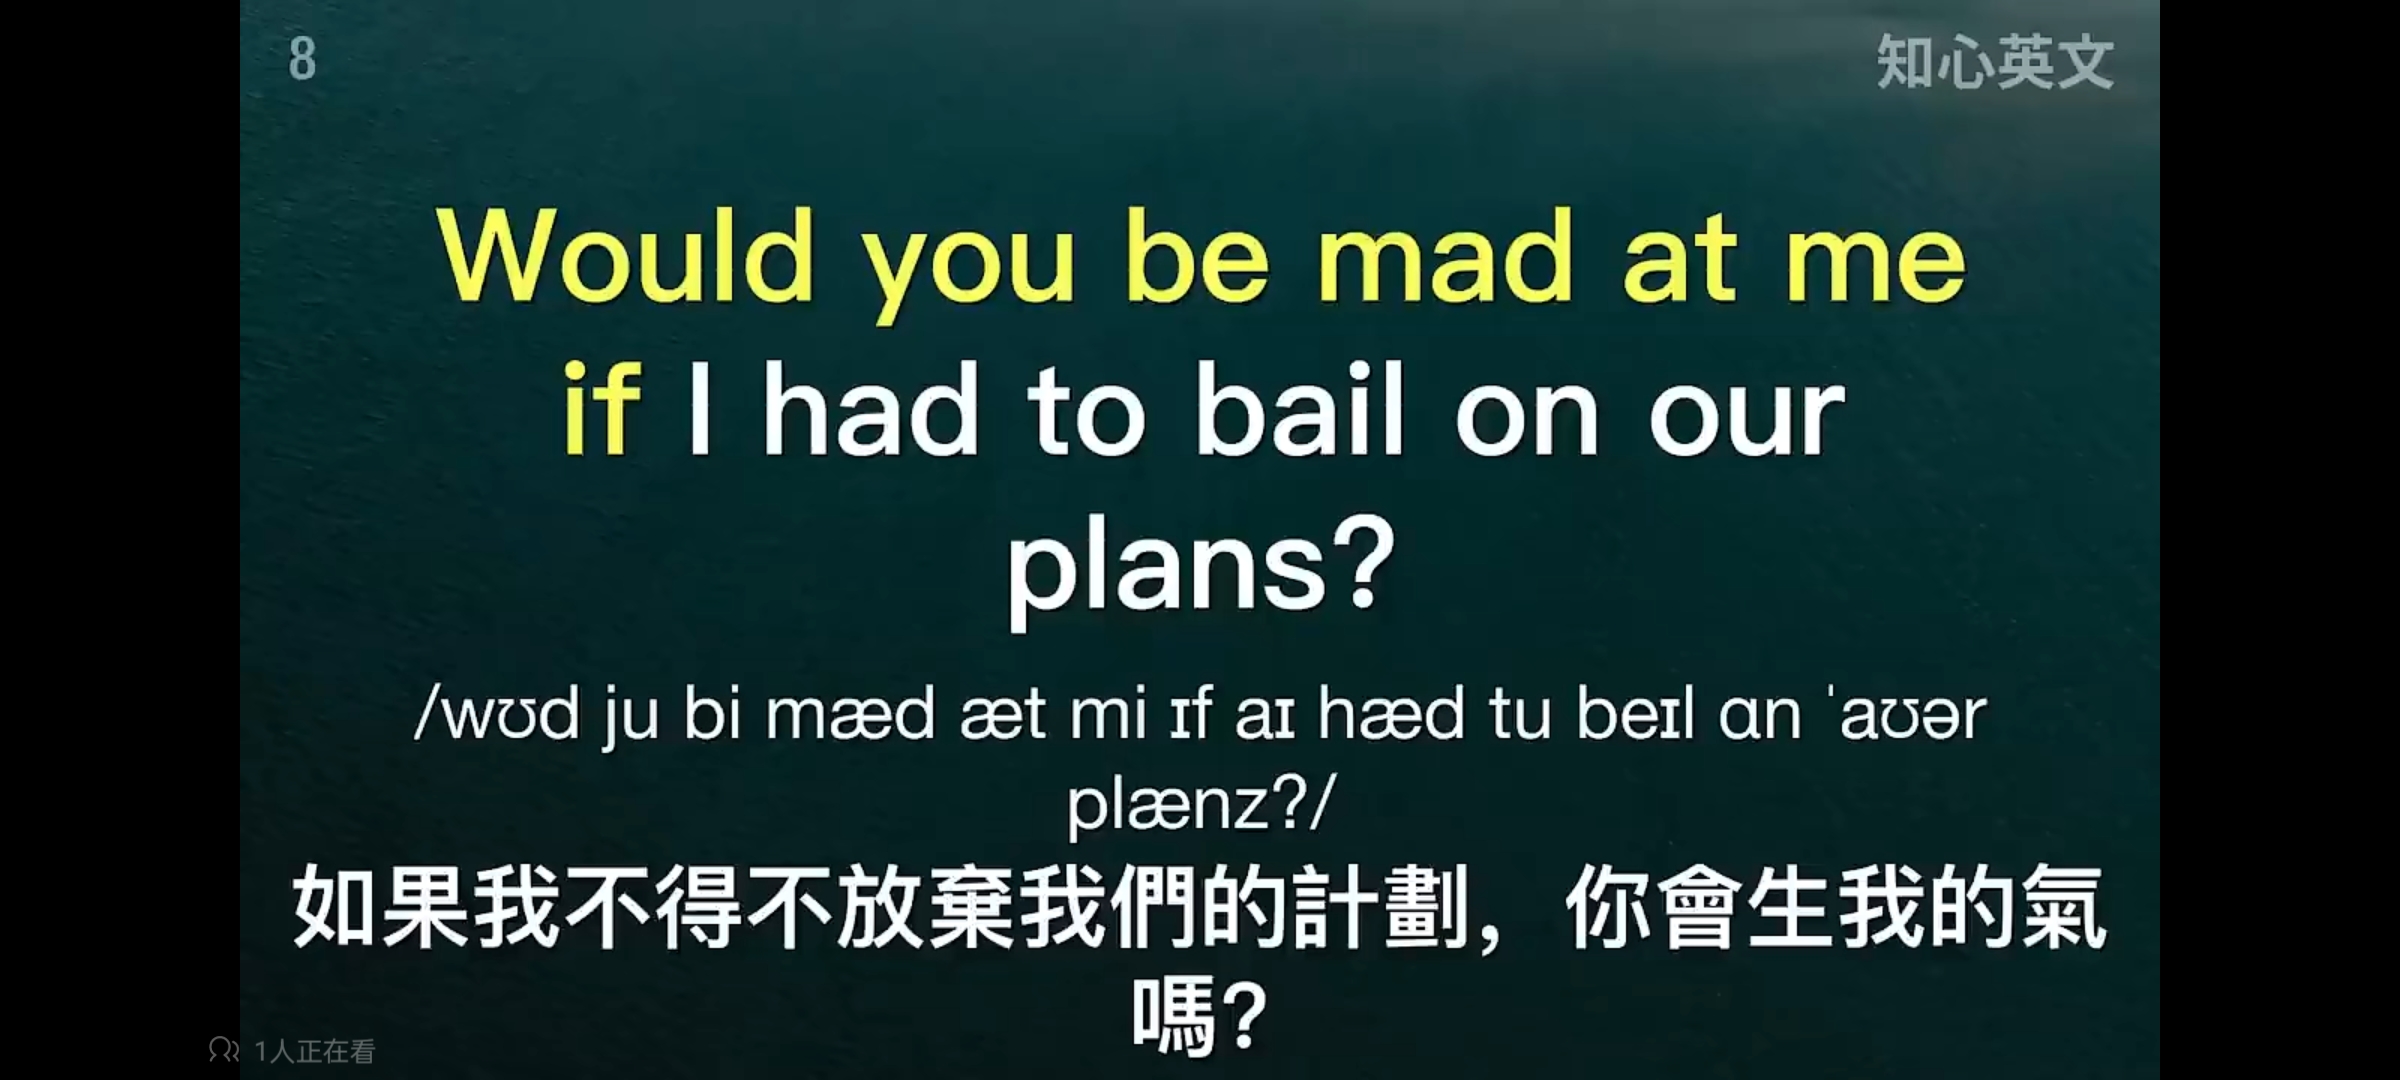 8
知心英文
Would you be mad at me
if I had to bail on our
plans?
/wʊd ju bi mæd æt mi ɪf aɪ hæd tu beɪl ɑn ˈaʊər
plænz?/
如果我不得不放棄我們的計劃，你會生我的氣
嗎?
1人正在看